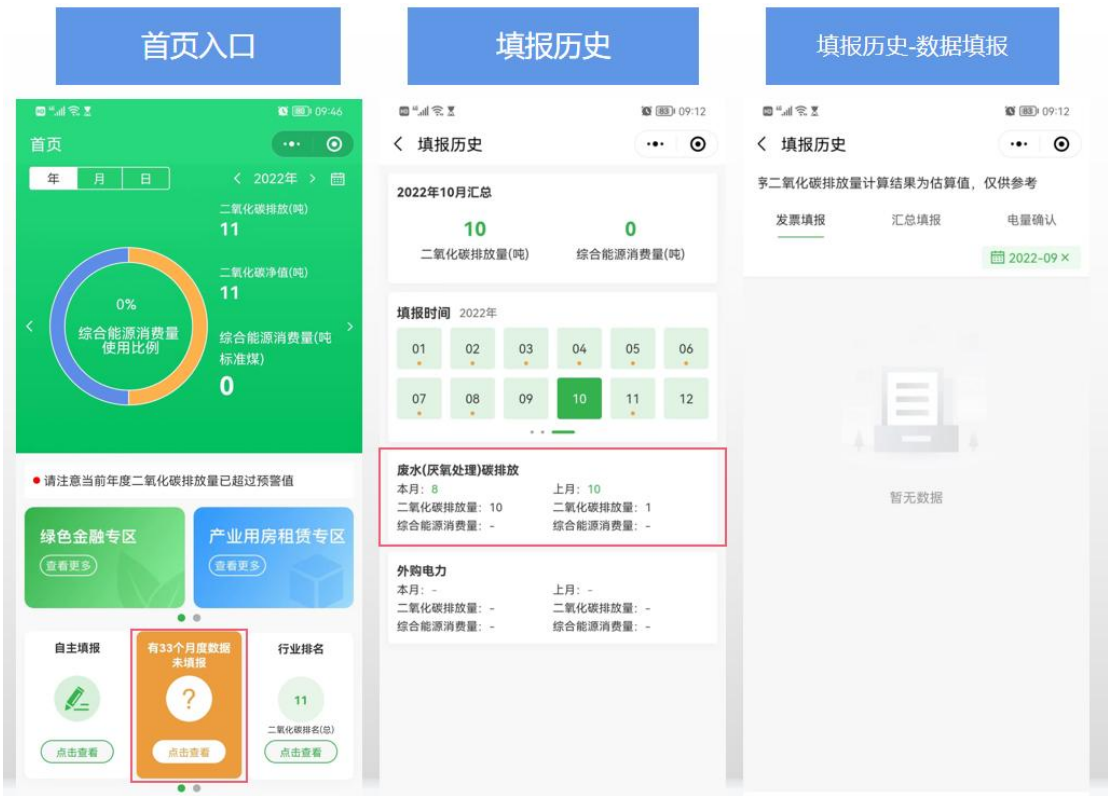 首页入口
填报历史
填报历史-数据填报
09:46
首页
年 月 日
2022年
二氧化碳排放(吨)
11
二氧化碳净值(吨)
11
综合能源消费量(吨
标准煤)
0
0%
综合能源消费量
使用比例
请注意当前年度二氧化碳排放量已超过预警值
绿色金融专区
查看更多
产业用房租赁专区
查看更多
自主填报
点击查看
有33个月度数据
未填报
?
点击查看
行业排名
11
二氧化碳排名(总)
点击查看
83 09:12
填报历史
2022年10月汇总
10
二氧化碳排放量(吨)
0
综合能源消费量(吨)
填报时间 2022年
01 02 03 04 05 06
07 08 09 10 11 12
废水(厌氧处理)碳排放
本月: 8 上月: 10
二氧化碳排放量: 10 二氧化碳排放量: 1
综合能源消费量: - 综合能源消费量: -
外购电力
本月: - 上月: -
二氧化碳排放量: - 二氧化碳排放量: -
综合能源消费量: - 综合能源消费量: -
83 09:12
填报历史
二氧化碳排放量计算结果为估算值，仅供参考
发票填报 汇总填报 电量确认
2022-09 ×
暂无数据